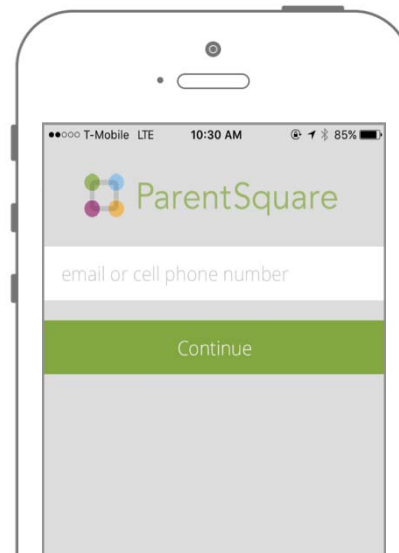 ●●○○○ T-Mobile LTE 10:30 AM 85%
ParentSquare
email or cell phone number
Continue